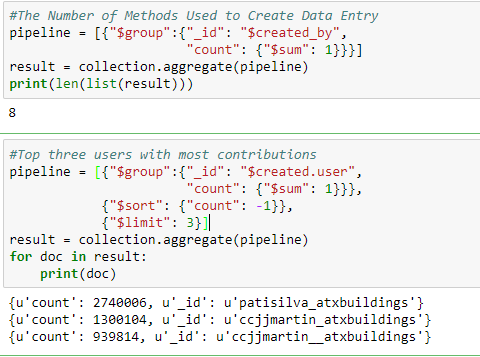 #The Number of Methods Used to Create Data Entry
pipeline = [{"$group":{"_id": "$created_by",
"count": {"$sum": 1}}}]
result = collection.aggregate(pipeline)
print(len(list(result)))
8
#Top three users with most contributions
pipeline = [{"$group":{"_id": "$created.user",
"count": {"$sum": 1}}},
{"$sort": {"count": -1}},
{"$limit": 3}]
result = collection.aggregate(pipeline)
for doc in result:
print(doc)
{u'count': 2740006, u'_id': u'patisilva_atxbuildings'}
{u'count': 1300104, u'_id': u'ccjjmartin_atxbuildings'}
{u'count': 939814, u'_id': u'ccjjmartin__atxbuildings'}